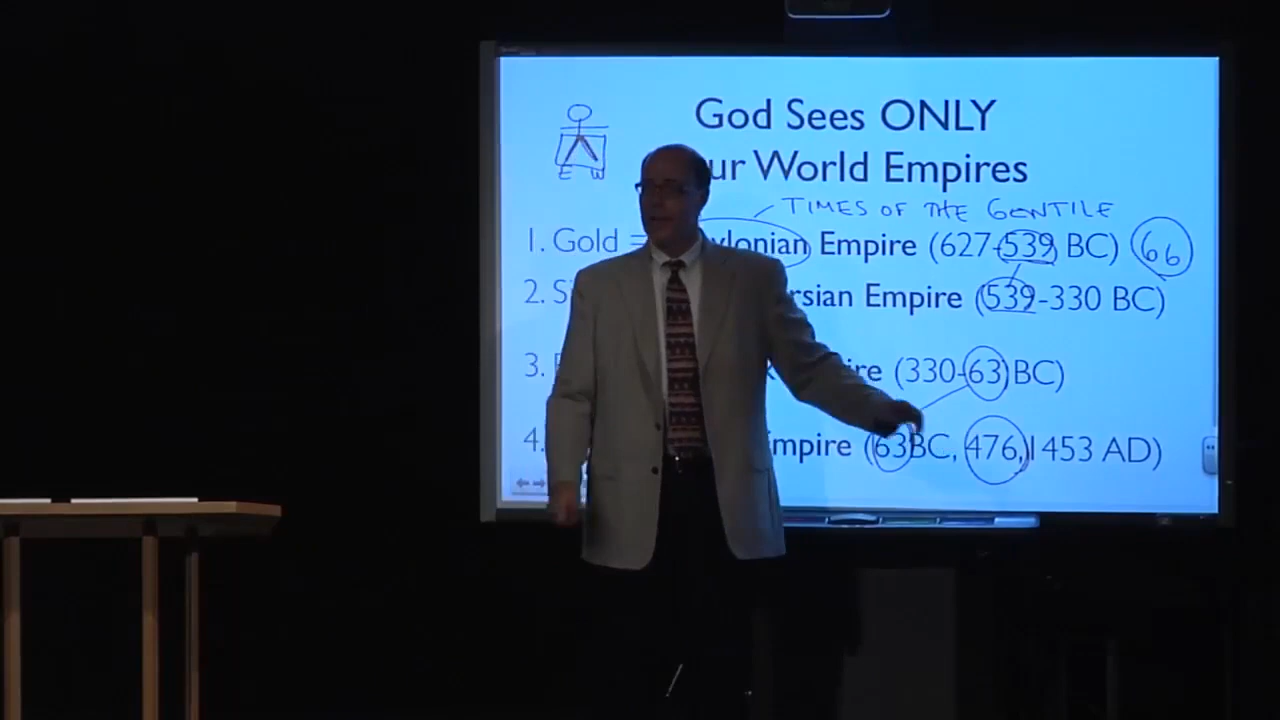 God Sees ONLY
ur World Empires
TIMES OF THE GENTILE
1. Gold = ylonian Empire (627-539 BC) 66
2. Si rsian Empire (539-330 BC)
3. ire (330-63 BC)
4. mpire (63BC, 476, 1453 AD)
E W